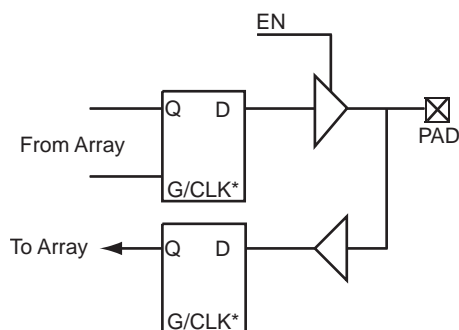 EN
Q D
PAD
From Array
G/CLK*
To Array
Q D
G/CLK*